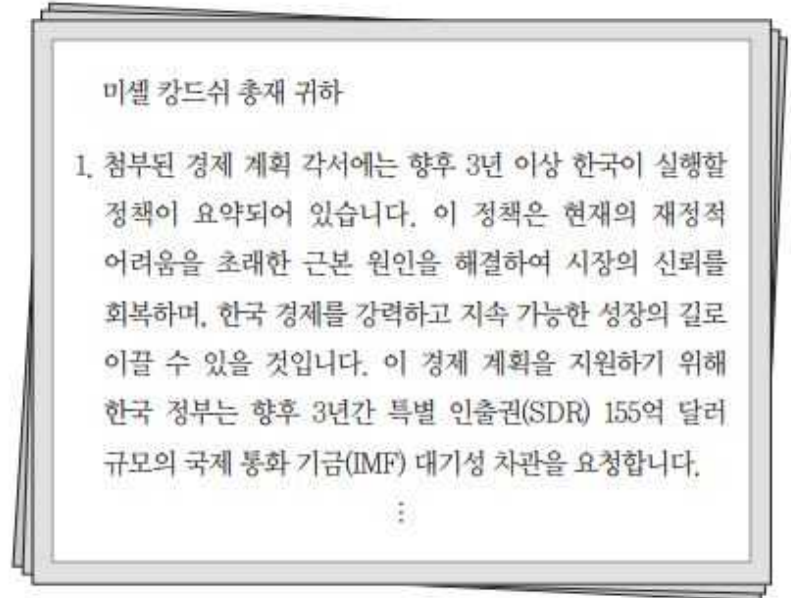 미셸 캉드쉬 총재 귀하
1. 첨부된 경제 계획 각서에는 향후 3년 이상 한국이 실행할
정책이 요약되어 있습니다. 이 정책은 현재의 재정적
어려움을 초래한 근본 원인을 해결하여 시장의 신뢰를
회복하며, 한국 경제를 강력하고 지속 가능한 성장의 길로
이끌 수 있을 것입니다. 이 경제 계획을 지원하기 위해
한국 정부는 향후 3년간 특별 인출권(SDR) 155억 달러
규모의 국제 통화 기금(IMF) 대기성 차관을 요청합니다.
⋮